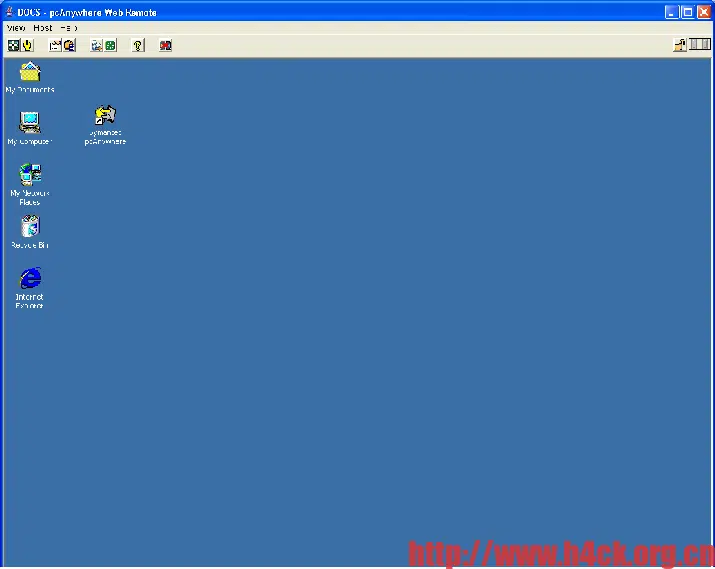 DOCS - pcAnywhere Web Remote
View Host Help
My Documents
My Computer
Symantec
pcAnywhere
My Network
Places
Recycle Bin
Internet
Explorer
http://www.h4ck.org.cn